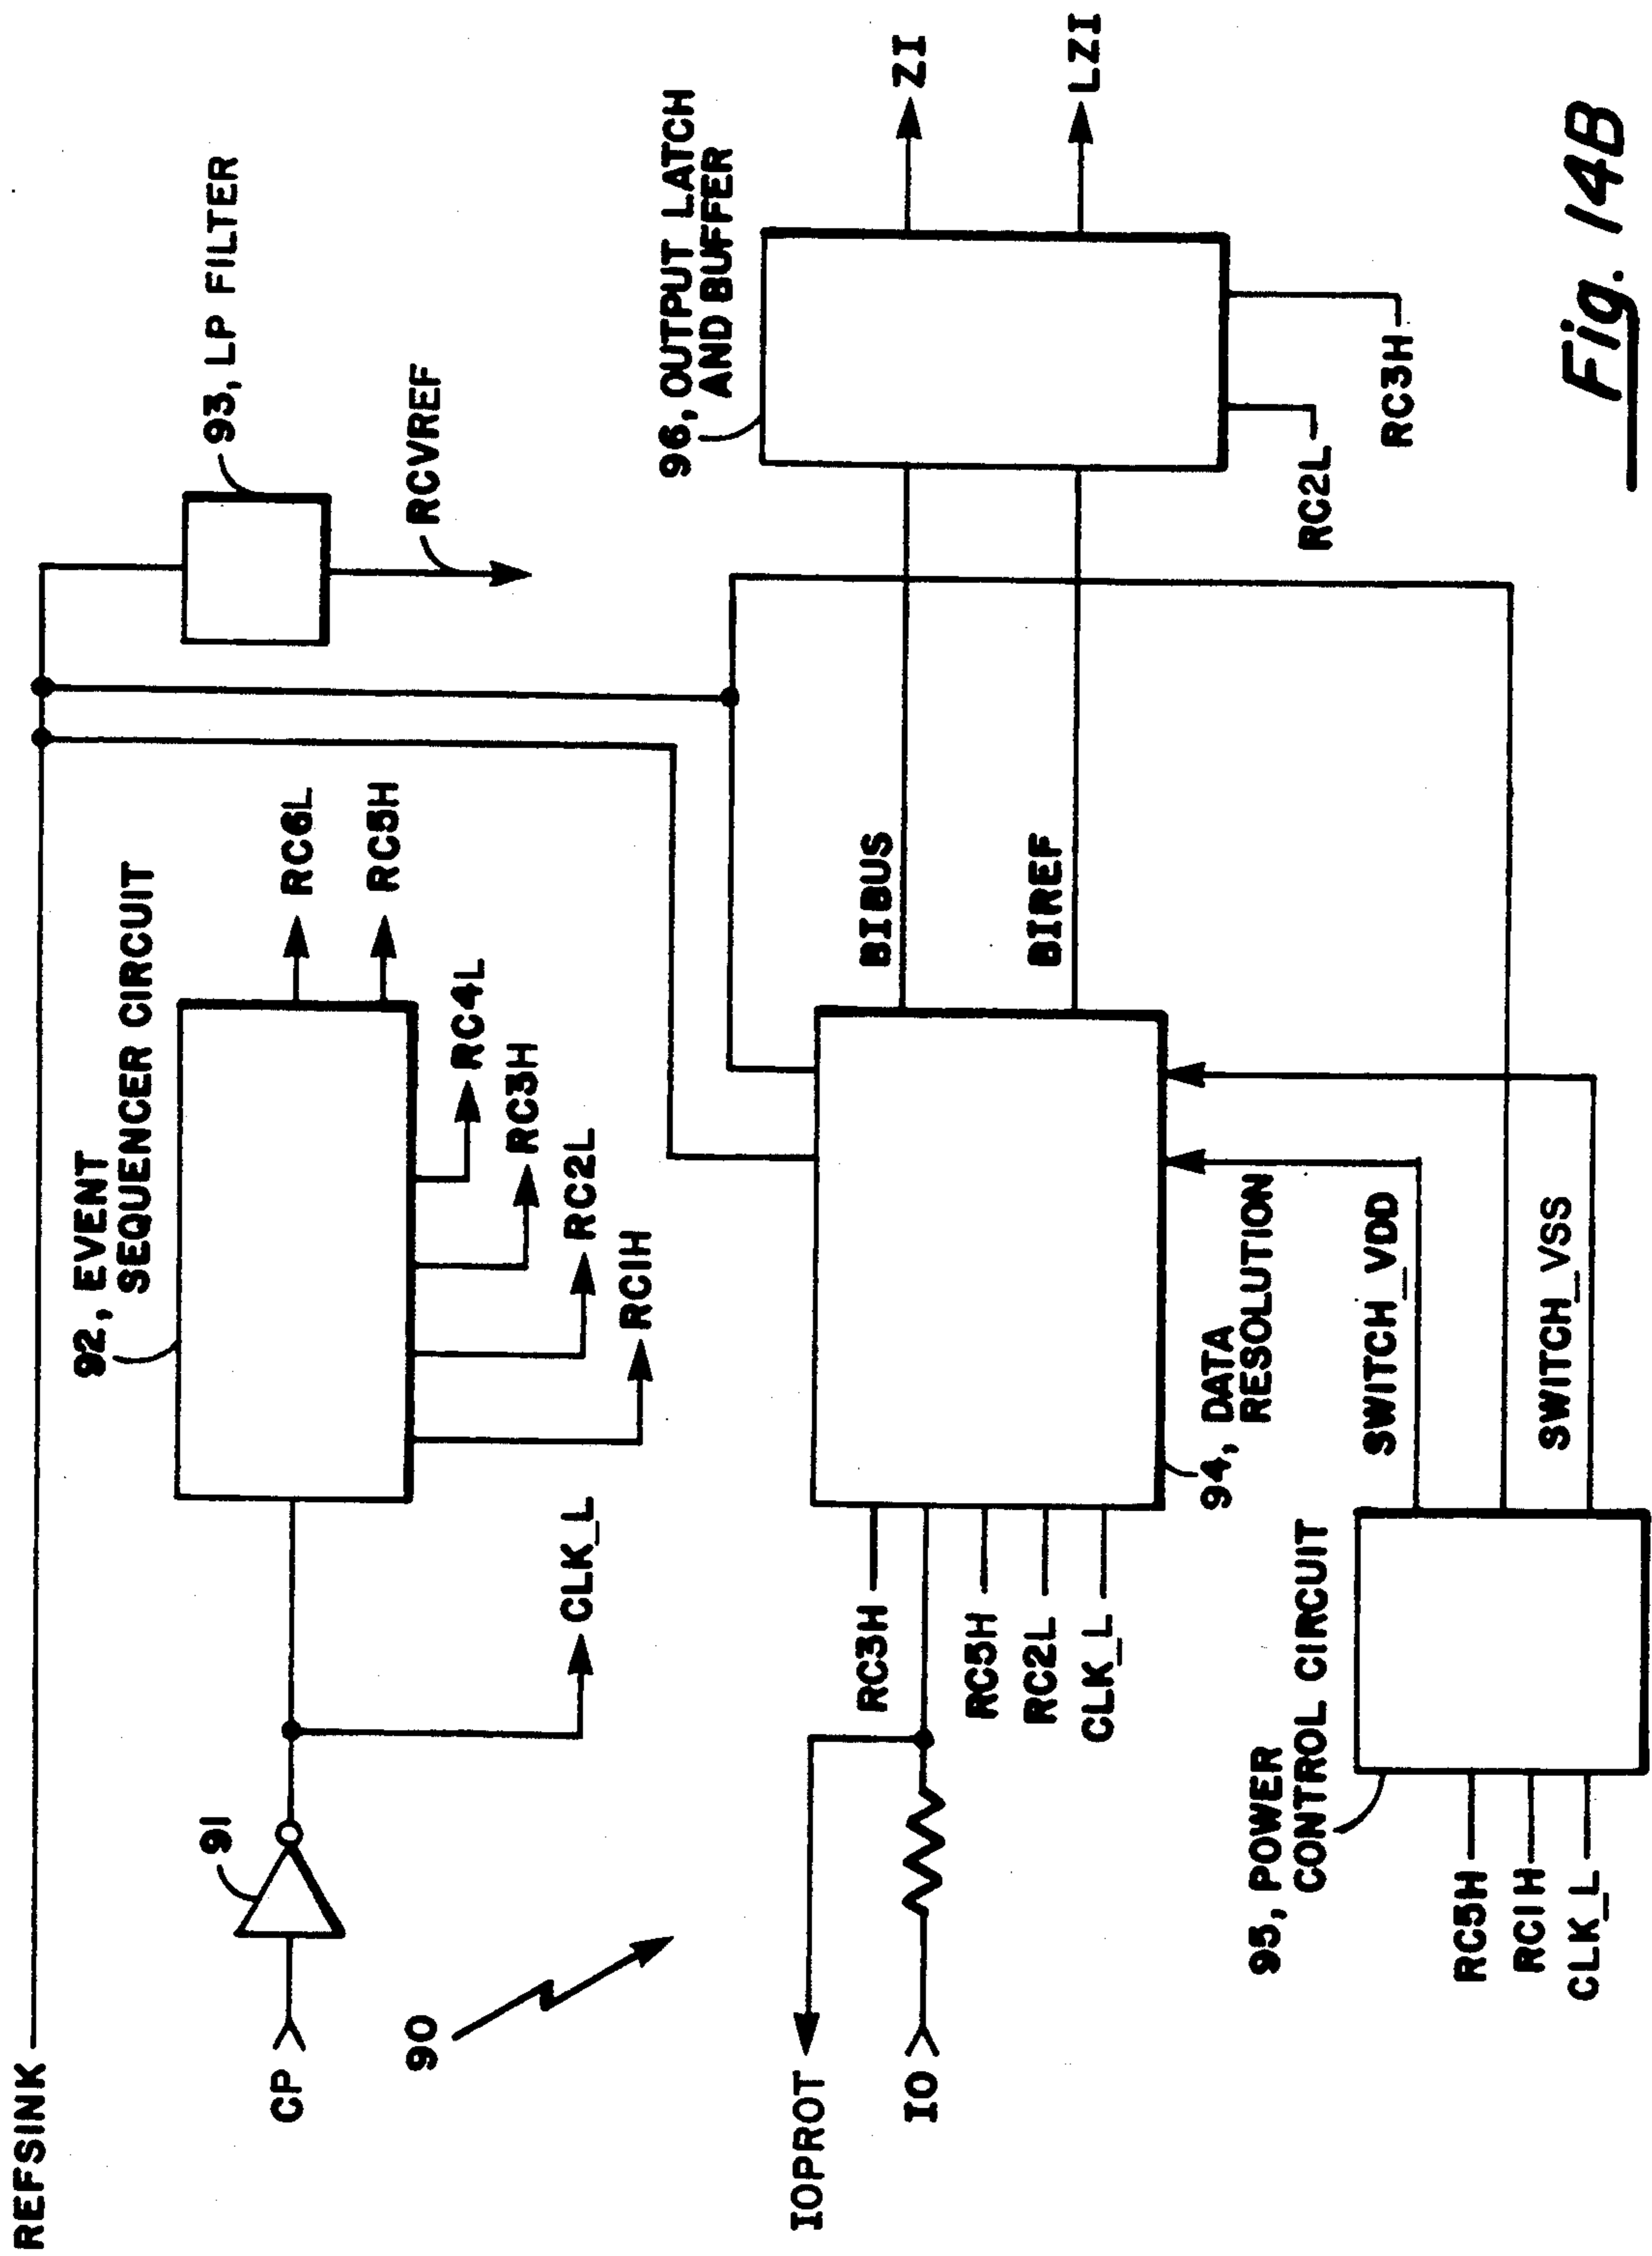 REFSINK
93, LP FILTER
RCVREF
92, EVENT
SEQUENCER CIRCUIT
91
CP
CLK_L
RC6L
RC5H
RC4L
RC3H
RC2L
RC1H
90
96, OUTPUT LATCH
AND BUFFER
ZI
LZI
RC2L
RC3H
IOPROT
IO
BIBUS
BIREF
RC3H
RC5H
RC2L
CLK_L
94, DATA
RESOLUTION
95, POWER
CONTROL CIRCUIT
SWITCH_VDD
SWITCH_VSS
RC5H
RC1H
CLK_L
Fig. 14B